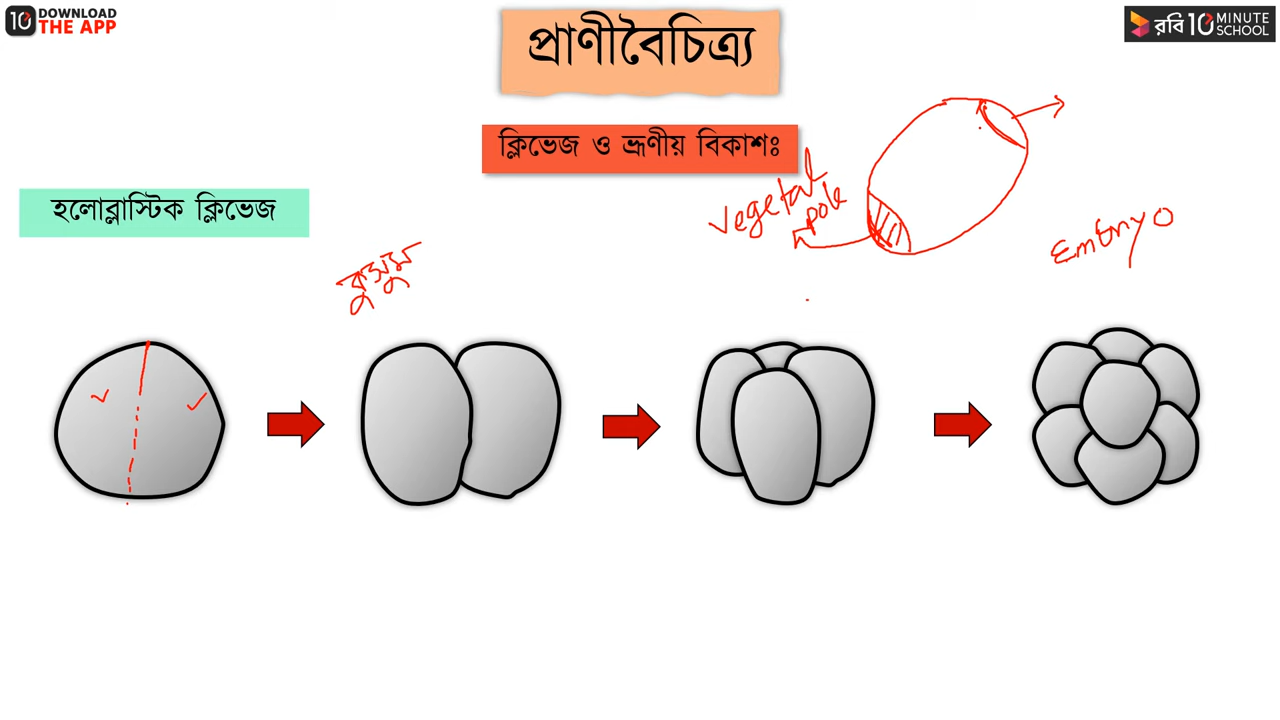 10 DOWNLOAD
THE APP
প্রাণীবৈচিত্র্য
রবি 10 MINUTE
SCHOOL
ক্লিভেজ ও ভ্রূণীয় বিকাশঃ
হলোব্লাস্টিক ক্লিভেজ
vegetal
pole
Embryo
কুসুম